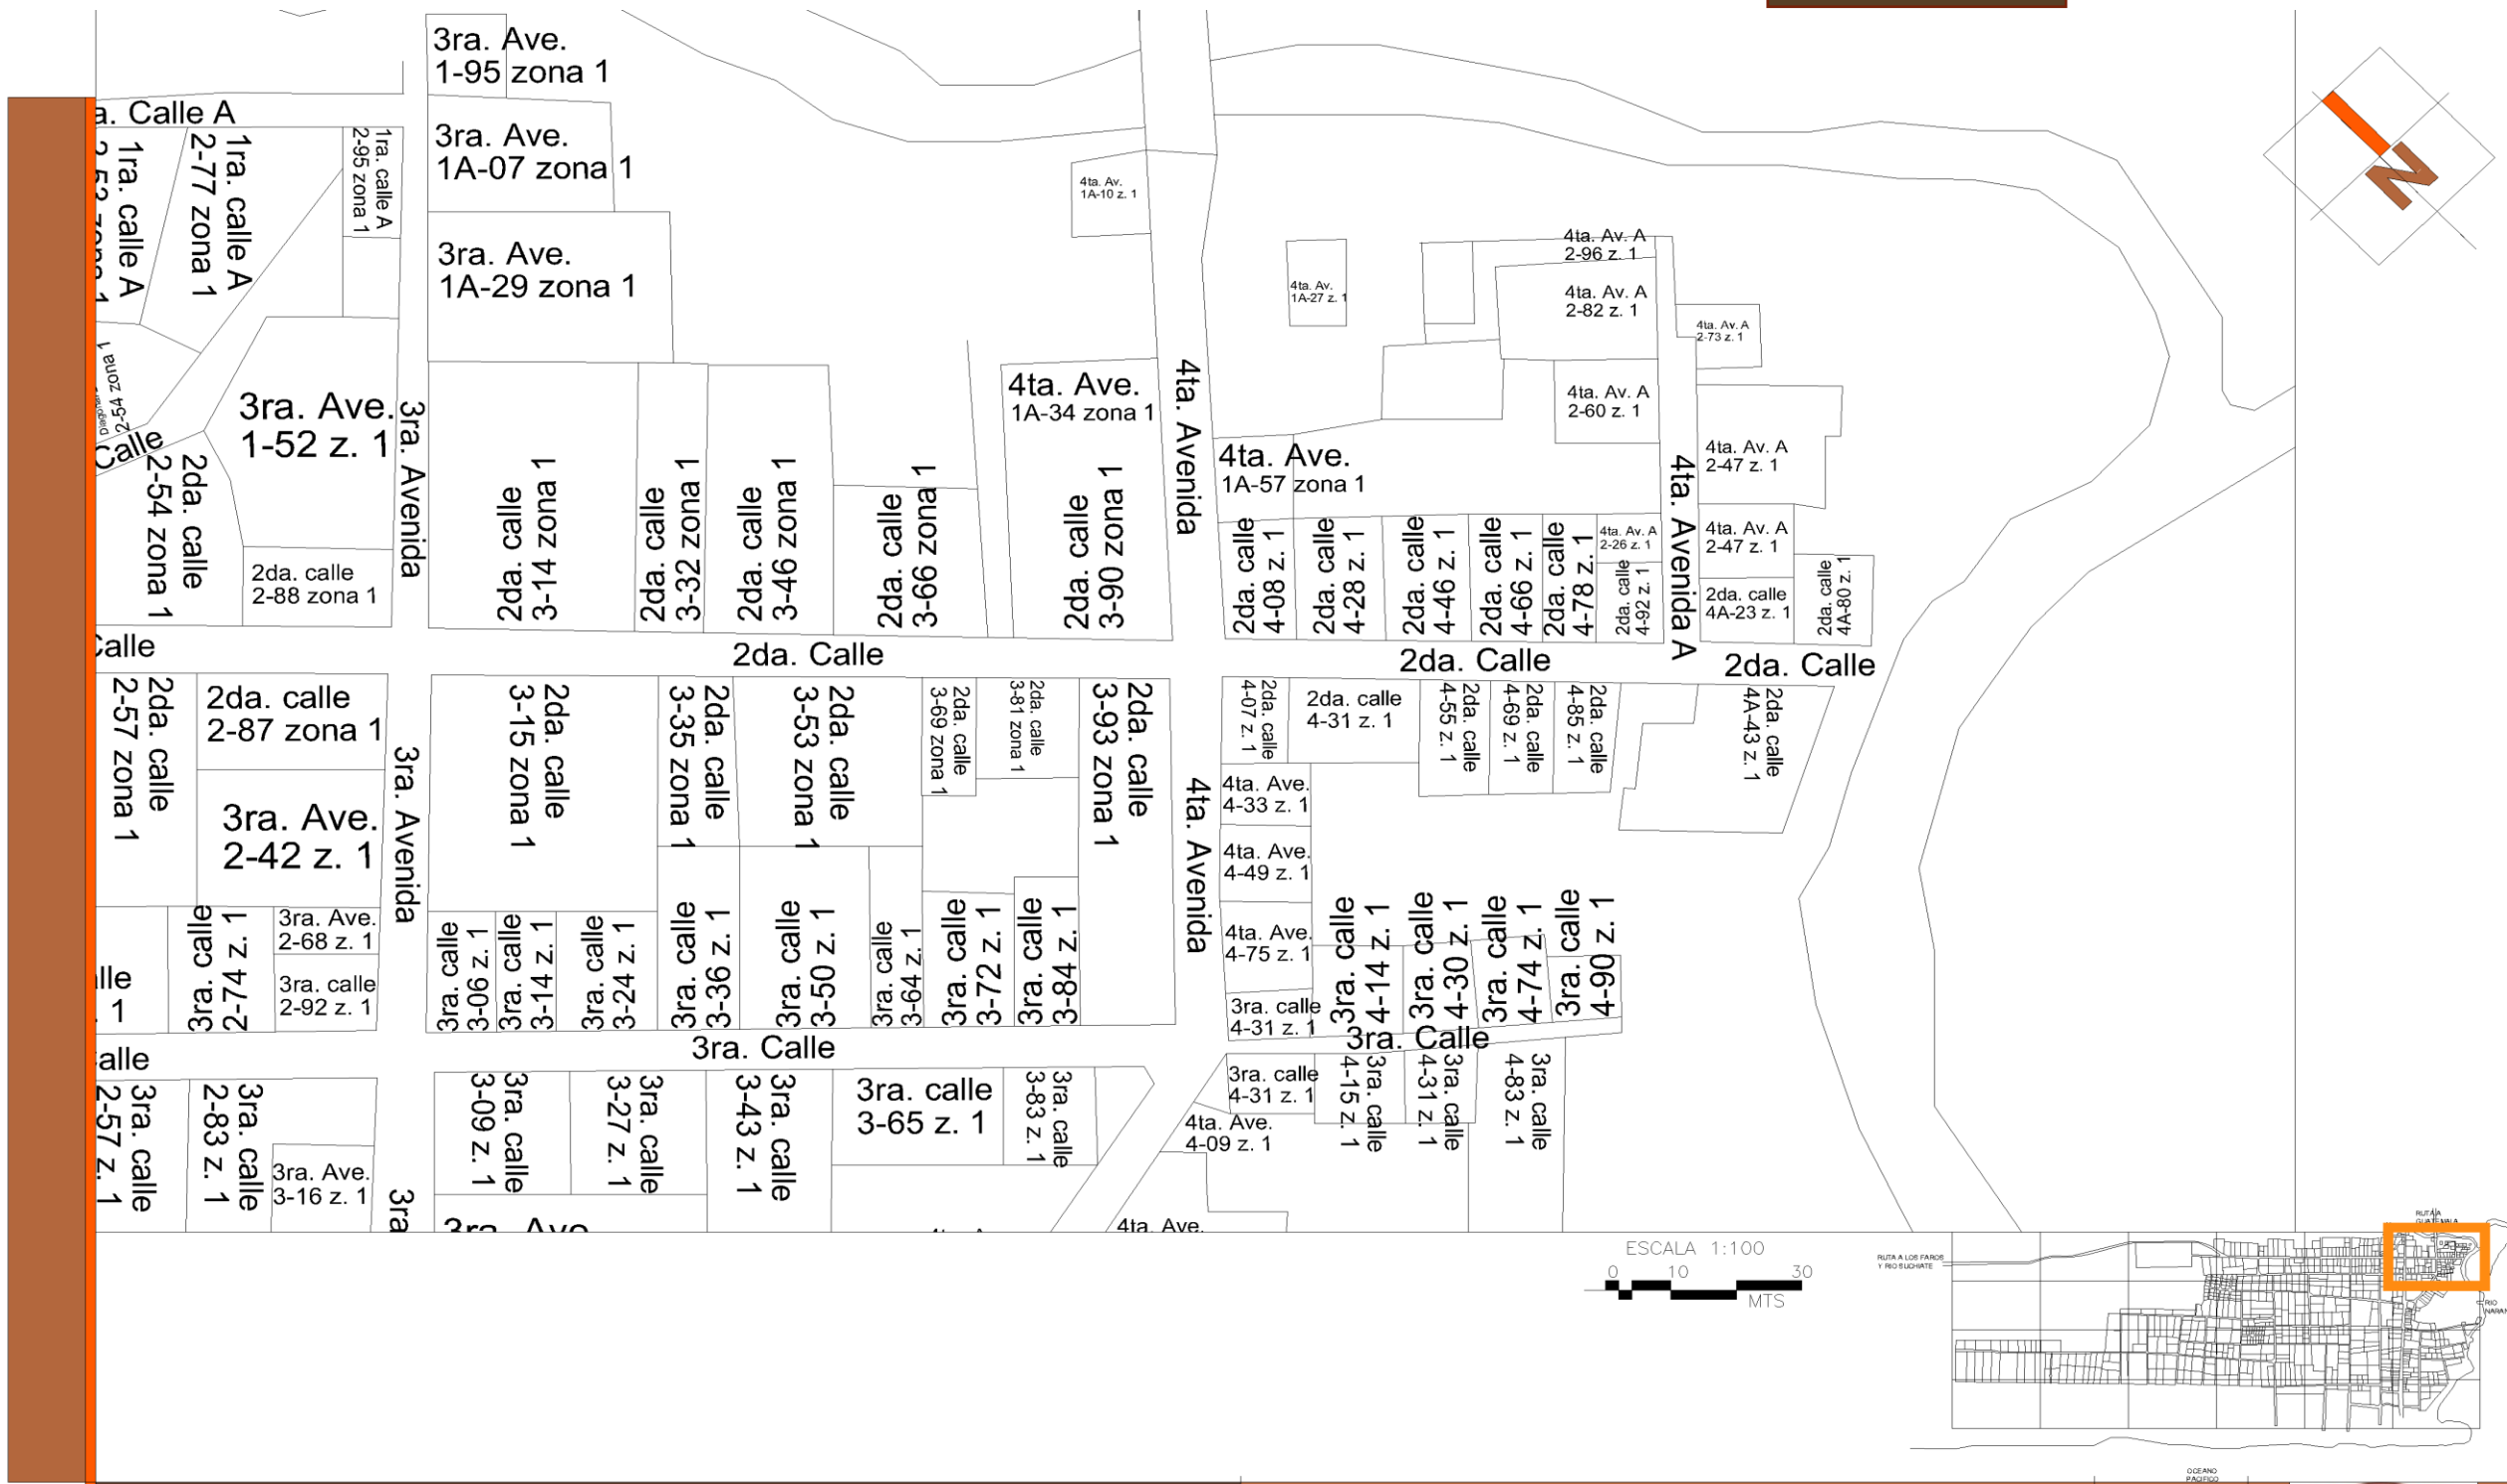 3ra. Ave.
1-95 zona 1
a. Calle A
1ra. calle A
2-77 zona 1
1ra. calle A
1ra. calle A
2-95 zona 1
3ra. Ave.
1A-07 zona 1
3ra. Ave.
1A-29 zona 1
4ta. Av.
1A-10 z. 1
4ta. Av.
1A-27 z. 1
4ta. Av. A
2-96 z. 1
4ta. Av. A
2-82 z. 1
4ta. Av. A
2-73 z. 1
4ta. Av. A
2-60 z. 1
4ta. Av. A
2-47 z. 1
4ta. Av. A
2-47 z. 1
2-54 zona 1
Calle
3ra. Ave.
1-52 z. 1
3ra. Avenida
2da. calle
2-54 zona 1
2da. calle
2-88 zona 1
2da. calle
3-14 zona 1
2da. calle
3-32 zona 1
2da. calle
3-46 zona 1
2da. calle
3-66 zona 1
4ta. Ave.
1A-34 zona 1
2da. calle
3-90 zona 1
4ta. Avenida
4ta. Ave.
1A-57 zona 1
2da. calle
4-08 z. 1
2da. calle
4-28 z. 1
2da. calle
4-46 z. 1
2da. calle
4-66 z. 1
2da. calle
4-78 z. 1
4ta. Av. A
2-26 z. 1
2da. calle
4-92 z. 1
4ta. Avenida A
2da. calle
4A-23 z. 1
2da. calle
4A-80 z. 1
Calle
2da. Calle
2da. Calle
2da. Calle
2da. calle
2-57 zona 1
2da. calle
2-87 zona 1
3ra. Ave.
2-42 z. 1
3ra. Avenida
2da. calle
3-15 zona 1
2da. calle
3-35 zona 1
2da. calle
3-53 zona 1
2da. calle
3-69 zona 1
2da. calle
3-81 zona 1
2da. calle
3-93 zona 1
4ta. Avenida
2da. calle
4-07 z. 1
2da. calle
4-31 z. 1
2da. calle
4-55 z. 1
2da. calle
4-69 z. 1
2da. calle
4-85 z. 1
2da. calle
4A-43 z. 1
4ta. Ave.
4-33 z. 1
4ta. Ave.
4-49 z. 1
4ta. Ave.
4-75 z. 1
3ra. calle
4-31 z. 1
3ra. calle
2-74 z. 1
3ra. Ave.
2-68 z. 1
3ra. calle
2-92 z. 1
3ra. calle
3-06 z. 1
3ra. calle
3-14 z. 1
3ra. calle
3-24 z. 1
3ra. calle
3-36 z. 1
3ra. calle
3-50 z. 1
3ra. calle
3-64 z. 1
3ra. calle
3-72 z. 1
3ra. calle
3-84 z. 1
3ra. calle
4-14 z. 1
3ra. calle
4-30 z. 1
3ra. calle
4-74 z. 1
3ra. calle
4-90 z. 1
alle
3ra. Calle
3ra. Calle
3ra. calle
2-57 z. 1
3ra. calle
2-83 z. 1
3ra. Ave.
3-16 z. 1
3ra
3ra. calle
3-09 z. 1
3ra. calle
3-27 z. 1
3ra. calle
3-43 z. 1
3ra. calle
3-65 z. 1
3ra. calle
3-83 z. 1
3ra. calle
4-31 z. 1
4ta. Ave.
4-09 z. 1
3ra. calle
4-15 z. 1
3ra. calle
4-31 z. 1
3ra. calle
4-83 z. 1
3ra. Ave
4ta. Ave.
N
ESCALA 1:100
0 10 30
MTS
RUTA A LOS FAROS
Y RIO SUCHIATE
RUTA A
GUATEMALA
RIO
OCEANO
PACIFICO